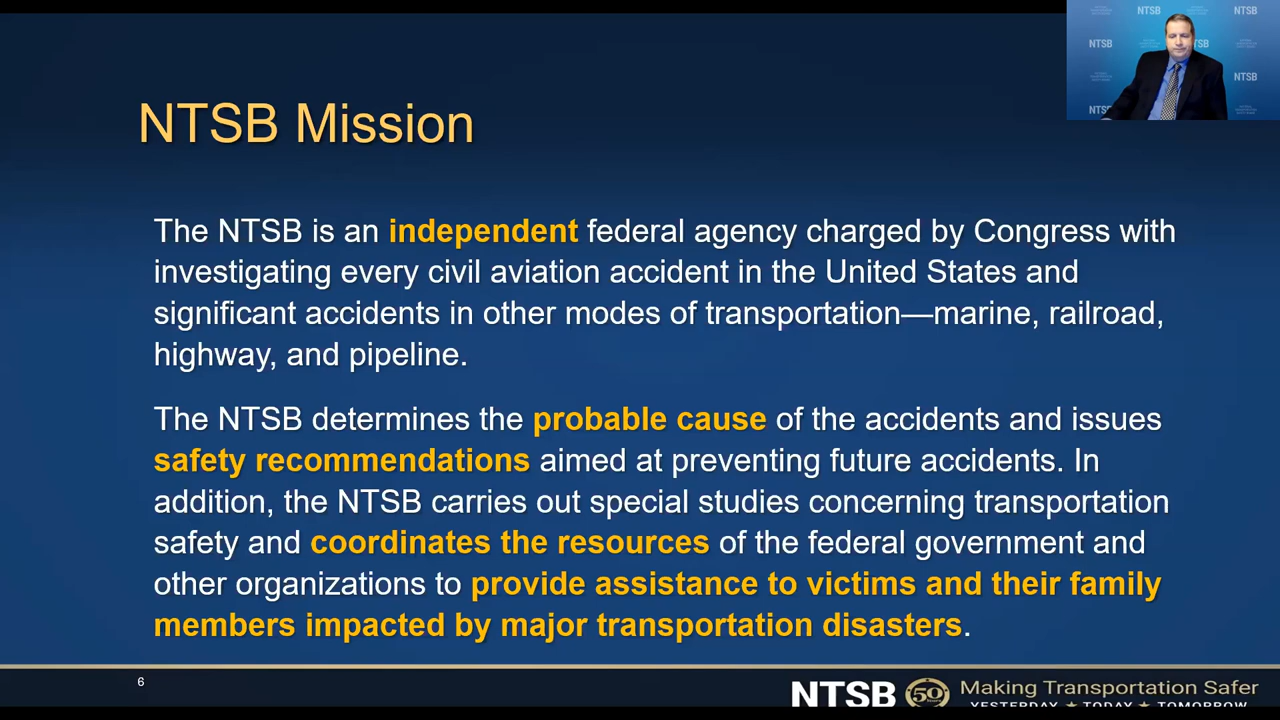 NTSB
NTSB
NTSB
NTSB
NTSB
NTSB
NTSB Mission
The NTSB is an independent federal agency charged by Congress with
investigating every civil aviation accident in the United States and
significant accidents in other modes of transportation—marine, railroad,
highway, and pipeline.
The NTSB determines the probable cause of the accidents and issues
safety recommendations aimed at preventing future accidents. In
addition, the NTSB carries out special studies concerning transportation
safety and coordinates the resources of the federal government and
other organizations to provide assistance to victims and their family
members impacted by major transportation disasters.
6
NTSB 50 Making Transportation Safer
YESTERDAY ★ TODAY ★ TOMORROW